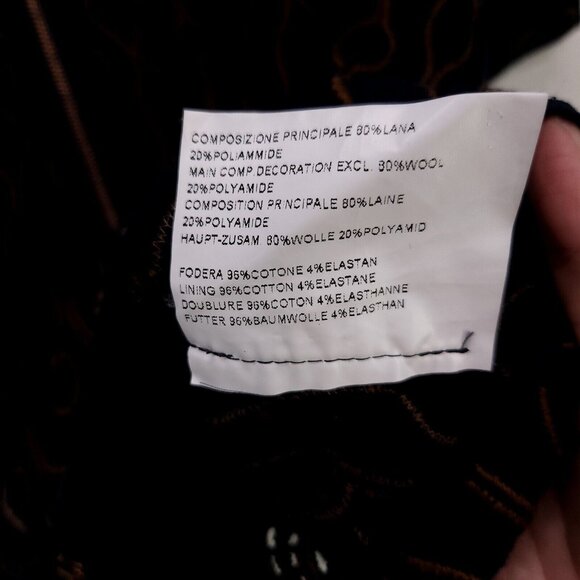 COMPOSIZIONE PRINCIPALE 80%LANA
20%POLIAMMIDE
MAIN COMP.DECORATION EXCL. 80%WOOL
20%POLYAMIDE
COMPOSITION PRINCIPALE 80%LAINE
20%POLYAMIDE
HAUPT-ZUSAM. 80%WOLLE 20%POLYAMID
FODERA 96%COTONE 4%ELASTAN
LINING 96%COTTON 4%ELASTANE
DOUBLURE 96%COTON 4%ELASTHANNE
FUTTER 96%BAUMWOLLE 4%ELASTHAN